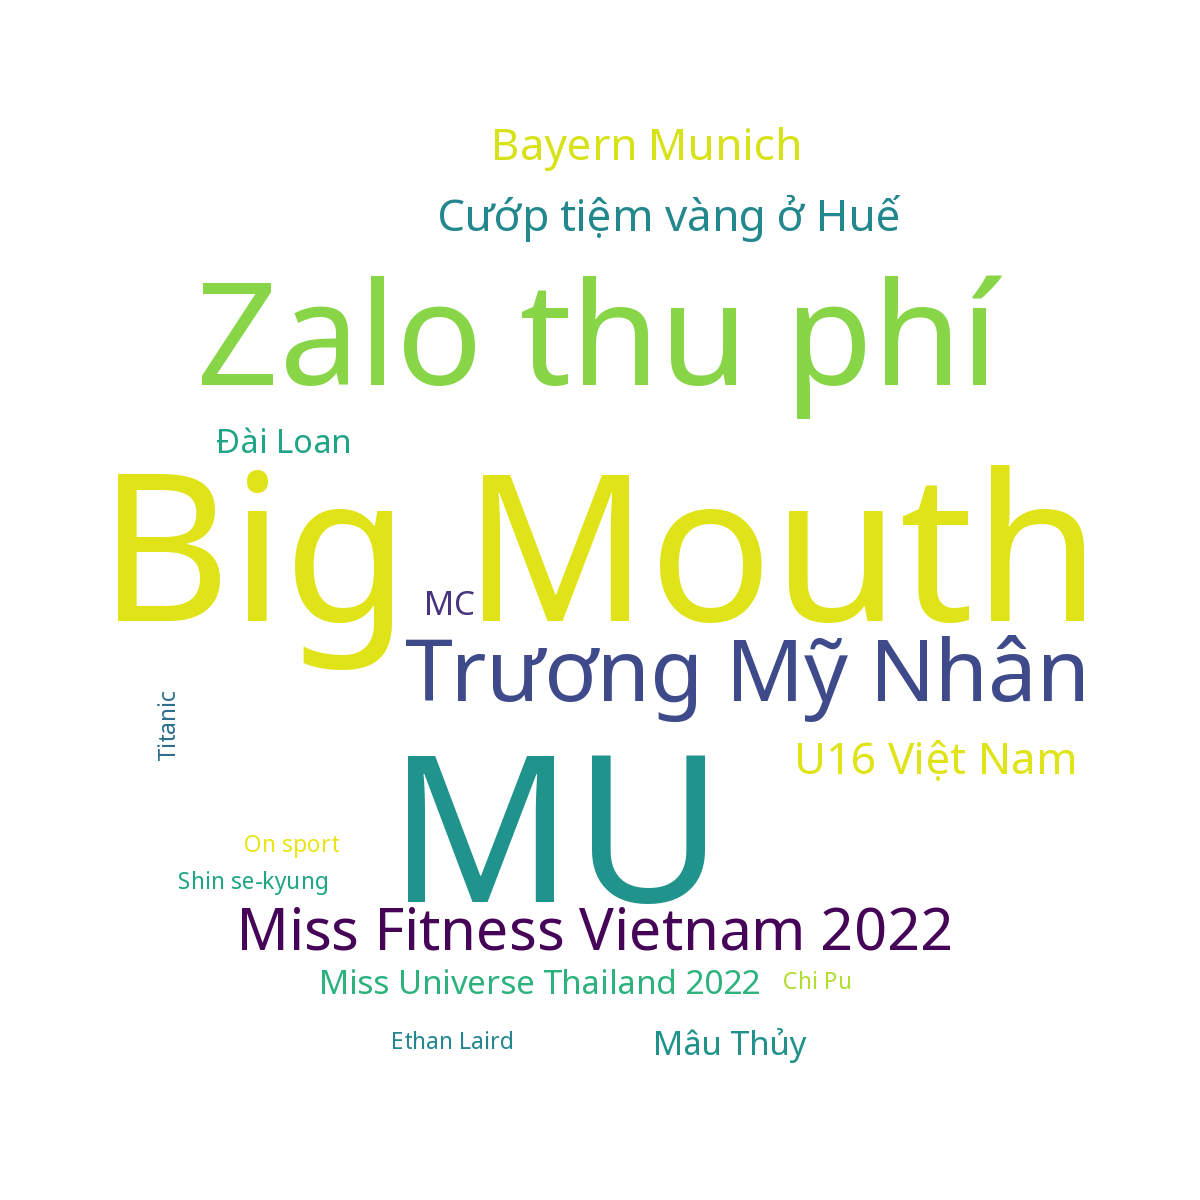 Bayern Munich
Cướp tiệm vàng ở Huế
Zalo thu phí
Đài Loan
Big Mouth
MC
Trương Mỹ Nhân
Titanic
U16 Việt Nam
MU
On sport
Shin se-kyung
Miss Fitness Vietnam 2022
Miss Universe Thailand 2022
Chi Pu
Ethan Laird
Mâu Thủy